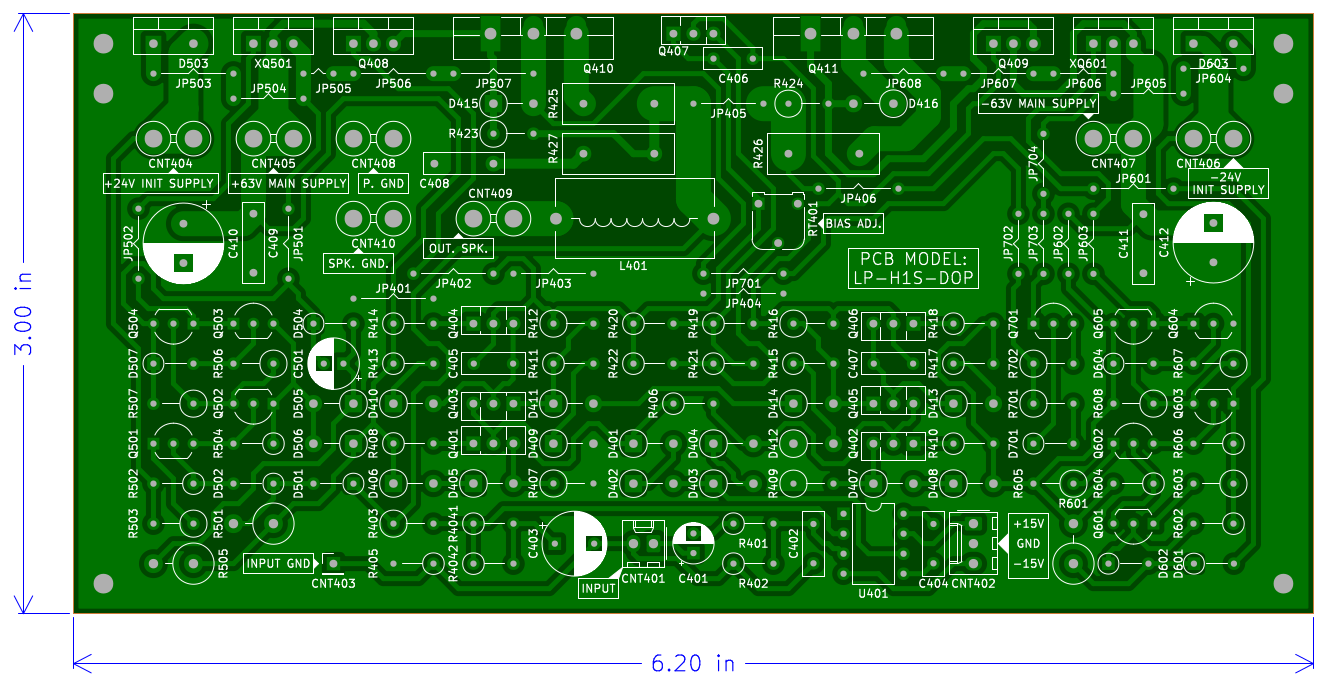 D503
XQ501
Q408
Q410
Q407
C406
Q411
Q409
XQ601
D603
JP503
JP504
JP505
JP506
JP507
JP608
JP607
JP606
JP605
JP604
D415
R425
JP405
R424
D416
-63V MAIN SUPPLY
R423
R427
R426
JP704
CNT404
CNT405
CNT408
C408
CNT407
CNT406
+24V INIT SUPPLY
+63V MAIN SUPPLY
P. GND
CNT409
JP406
JP601
-24V
INIT SUPPLY
JP502
C410
C409
JP501
CNT410
OUT. SPK.
RT401
BIAS ADJ.
JP702
JP703
JP602
JP603
C411
C412
SPK. GND.
L401
PCB MODEL:
LP-H1S-DOP
JP401
JP402
JP403
JP701
JP404
Q504
Q503
D504
R414
Q404
R412
R420
R419
R416
Q406
R418
Q701
Q605
Q604
D507
R506
C501
R413
C405
R411
R422
R421
R415
C407
R417
R702
D604
R607
R507
Q502
D505
D410
Q403
D411
R406
D414
Q405
D413
R701
R608
Q603
Q501
R504
D506
R408
Q401
D409
D401
D404
D412
Q402
R410
D701
Q602
R606
R502
D502
D501
D406
D405
R407
D402
D403
R409
D407
D408
R605
R601
R604
R603
R503
R501
R403
R4041
C403
R401
C402
+15V
Q601
R602
R505
INPUT GND
CNT403
R405
R4042
INPUT
CNT401
C401
R402
U401
C404
CNT402
GND
-15V
D602
D601
3.00 in
6.20 in